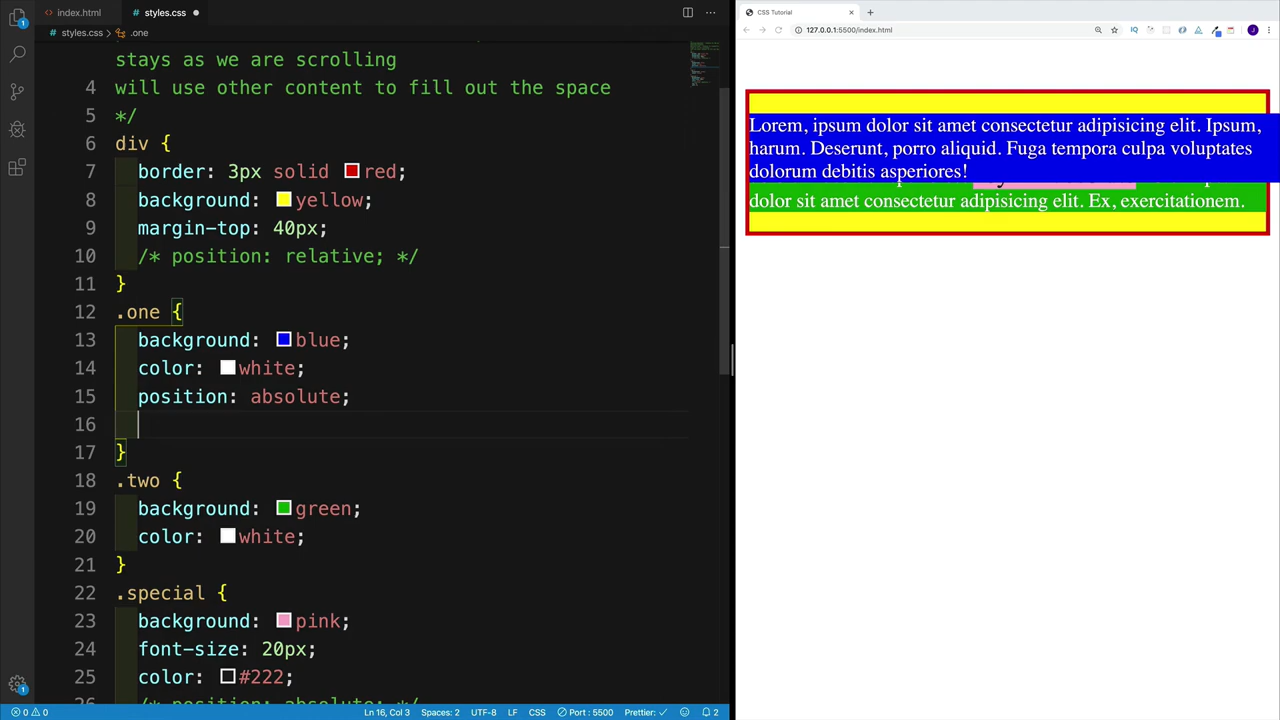 index.html
styles.css
styles.css > .one
CSS Tutorial
127.0.0.1:5500/index.html
stays as we are scrolling
4 will use other content to fill out the space
5 */
6 div {
7 border: 3px solid red;
8 background: yellow;
9 margin-top: 40px;
10 /* position: relative; */
11 }
12 .one {
13 background: blue;
14 color: white;
15 position: absolute;
16
17 }
18 .two {
19 background: green;
20 color: white;
21 }
22 .special {
23 background: pink;
24 font-size: 20px;
25 color: #222;
Lorem, ipsum dolor sit amet consectetur adipisicing elit. Ipsum,
harum. Deserunt, porro aliquid. Fuga tempora culpa voluptates
dolorum debitis asperiores!
dolor sit amet consectetur adipisicing elit. Ex, exercitationem.
1
1
0 0
Ln 16, Col 3 Spaces: 2 UTF-8 LF CSS Port : 5500 Prettier: ✓ 2